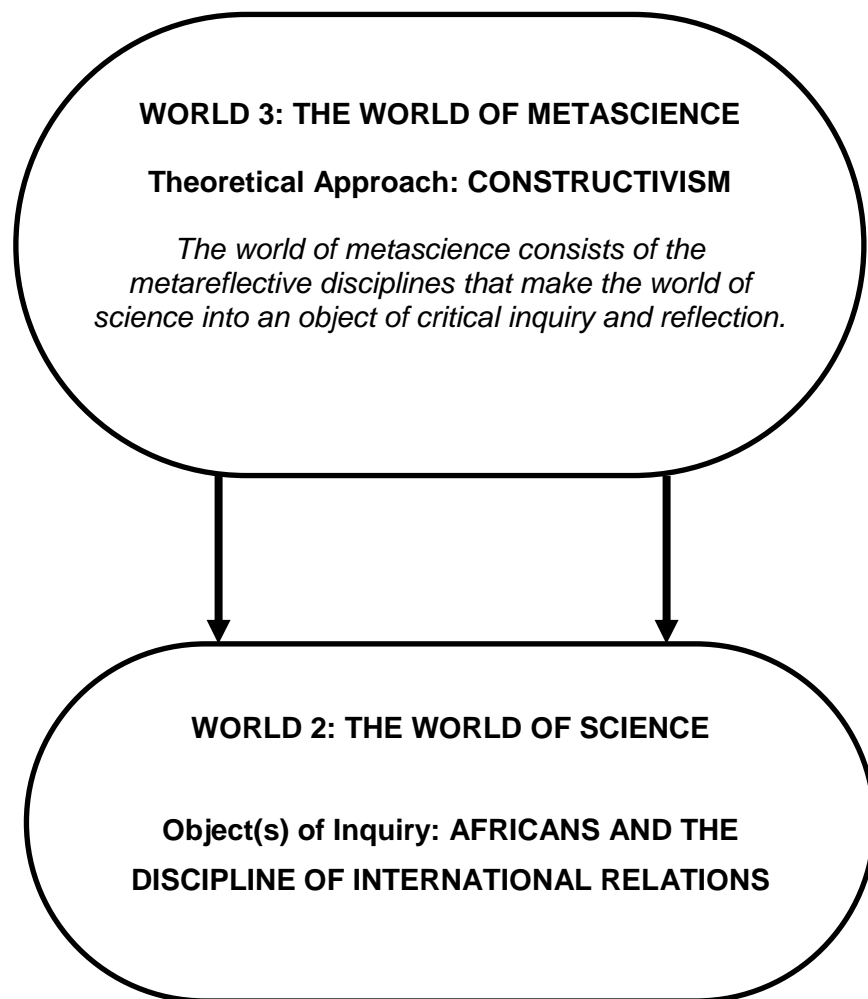 WORLD 3: THE WORLD OF METASCIENCE
Theoretical Approach: CONSTRUCTIVISM
The world of metascience consists of the
metareflective disciplines that make the world of
science into an object of critical inquiry and reflection.
WORLD 2: THE WORLD OF SCIENCE
Object(s) of Inquiry: AFRICANS AND THE
DISCIPLINE OF INTERNATIONAL RELATIONS